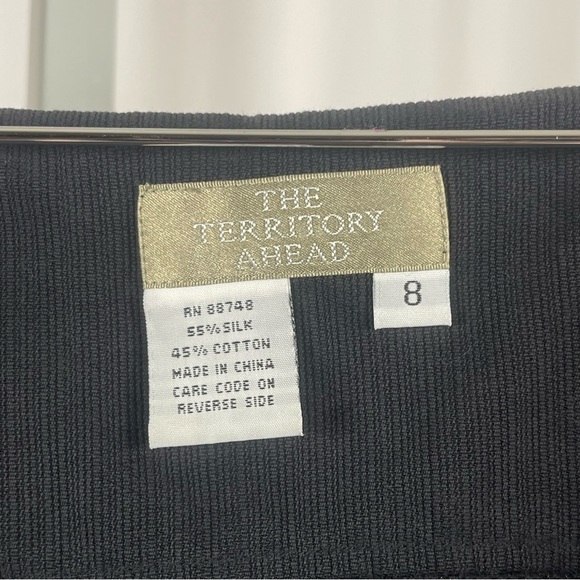 THE
TERRITORY
AHEAD
8
RN 88748
55% SILK
45% COTTON
MADE IN CHINA
CARE CODE ON
REVERSE SIDE